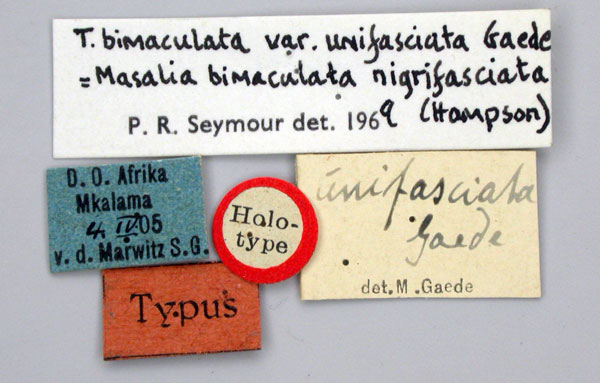 T. bimaculata var. unifasciata Gaede
= Masalia bimaculata nigrifasciata
P. R. Seymour det. 1969 (Hampson)
D. O. Afrika
Mkalama
4. IV. 05
v. d. Marwitz S. G.
Holo-
type
unifasciata
Gaede
det. M. Gaede
Typus